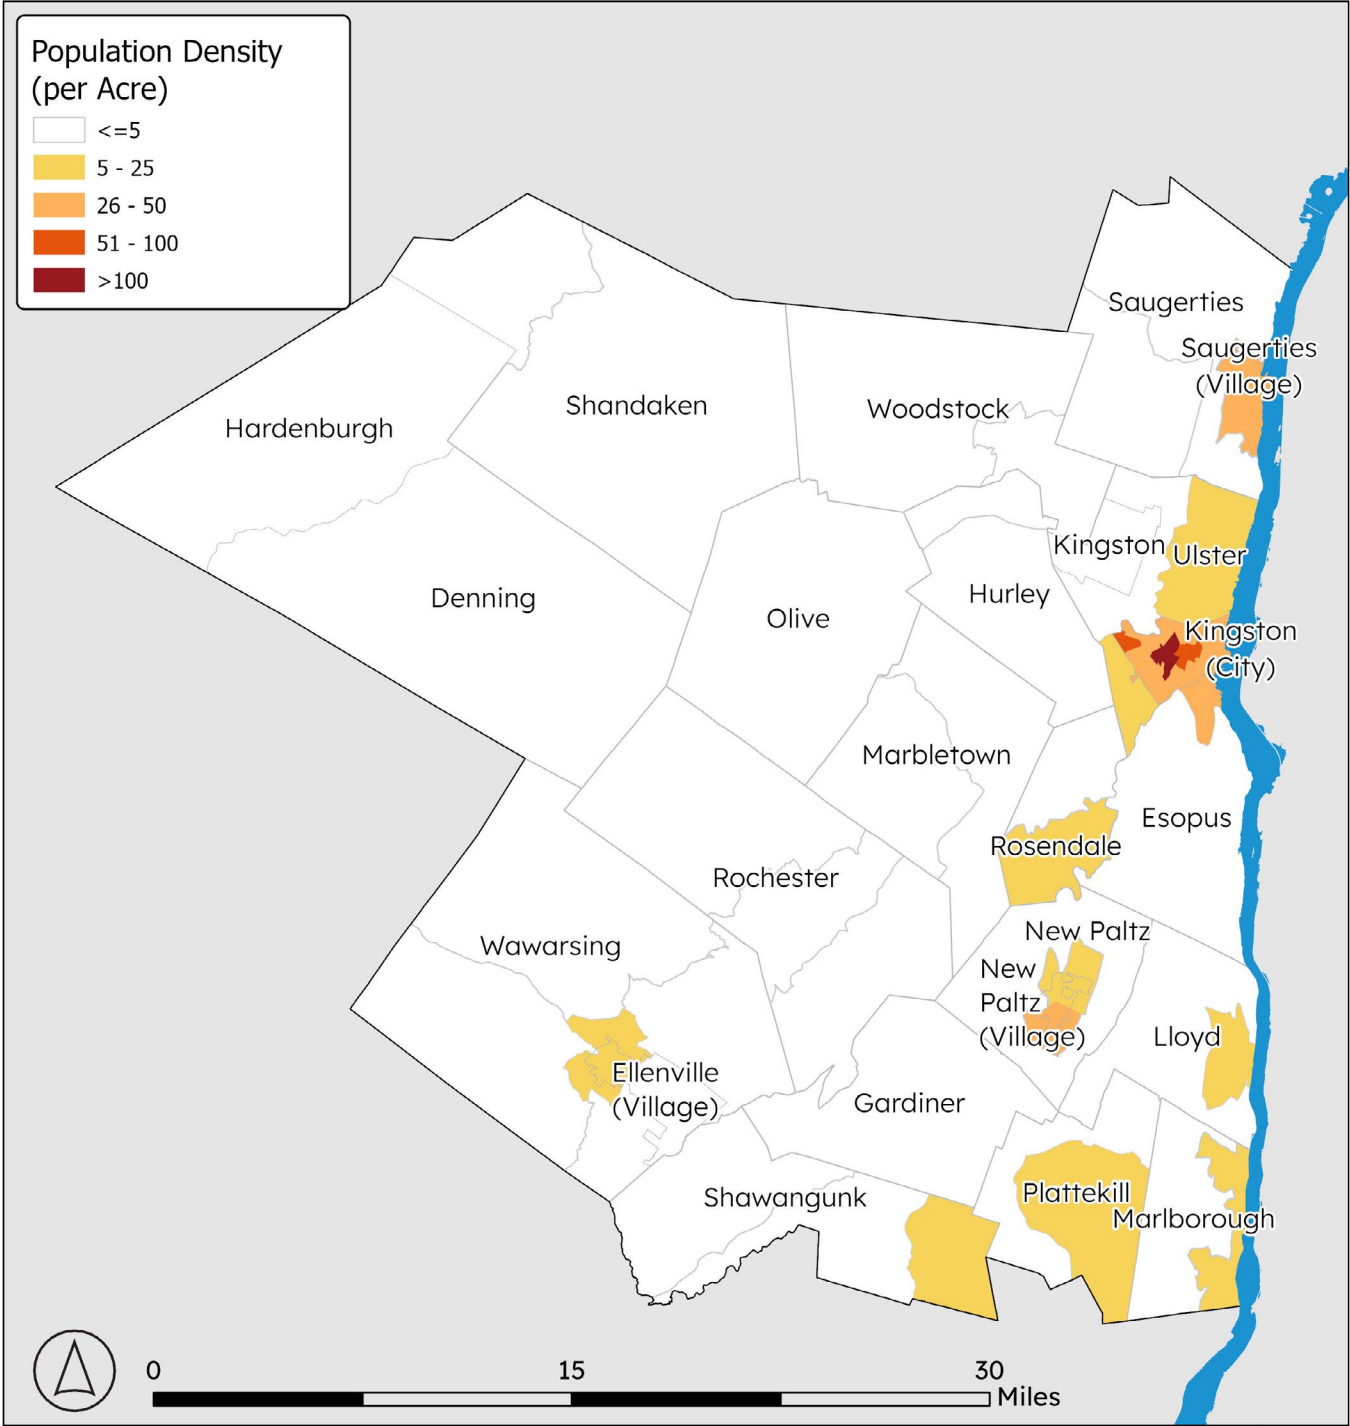 Population Density
(per Acre)
<=5
5 - 25
26 - 50
51 - 100
>100
Saugerties
Saugerties
(Village)
Shandaken
Woodstock
Hardenburgh
Kingston
Ulster
Hurley
Denning
Olive
Kingston
(City)
Marbletown
Esopus
Rosendale
Rochester
New Paltz
Wawarsing
New
Paltz
(Village)
Lloyd
Ellenville
(Village)
Gardiner
Plattekill
Shawangunk
Marlborough
0
15
30
Miles